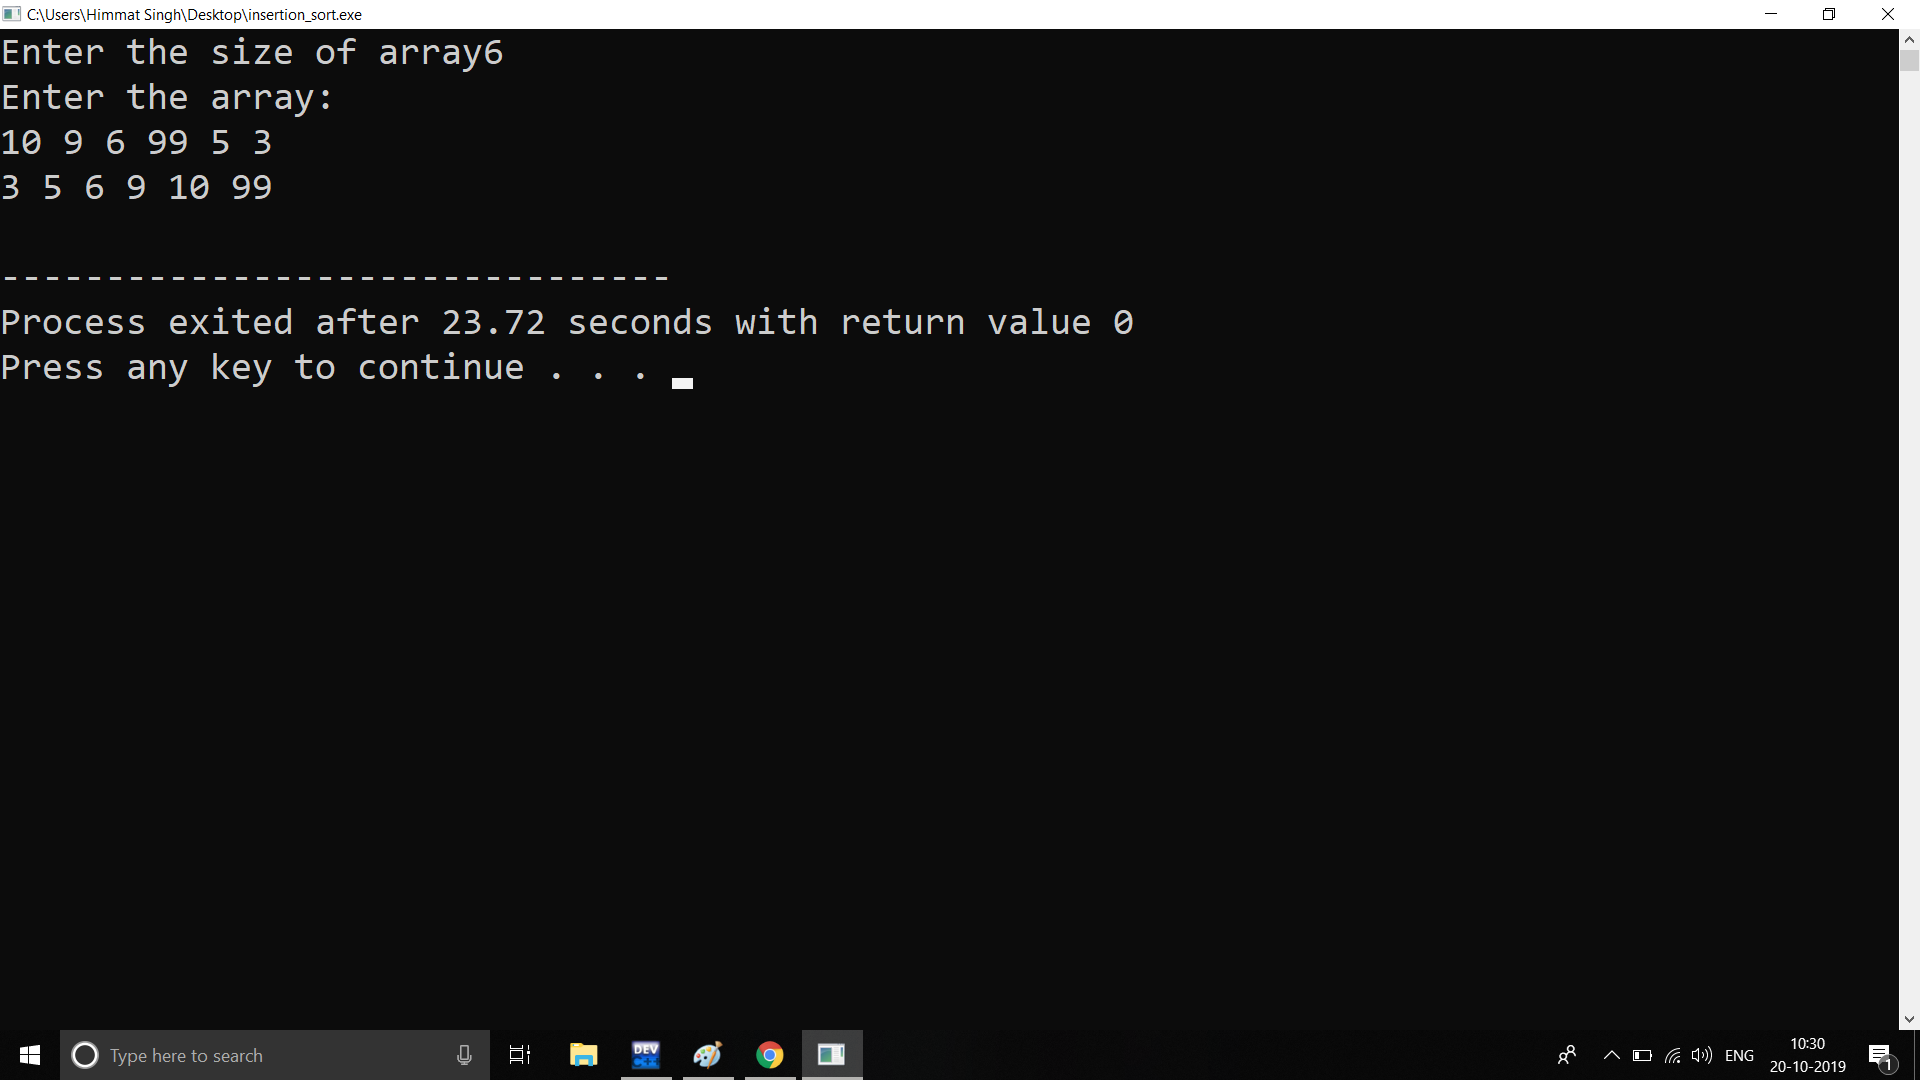 C:\Users\Himmat Singh\Desktop\insertion_sort.exe
Enter the size of array6
Enter the array:
10 9 6 99 5 3
3 5 6 9 10 99
--------------------------------
Process exited after 23.72 seconds with return value 0
Press any key to continue . . .
Type here to search
DEV C++
ENG
10:30
20-10-2019
1